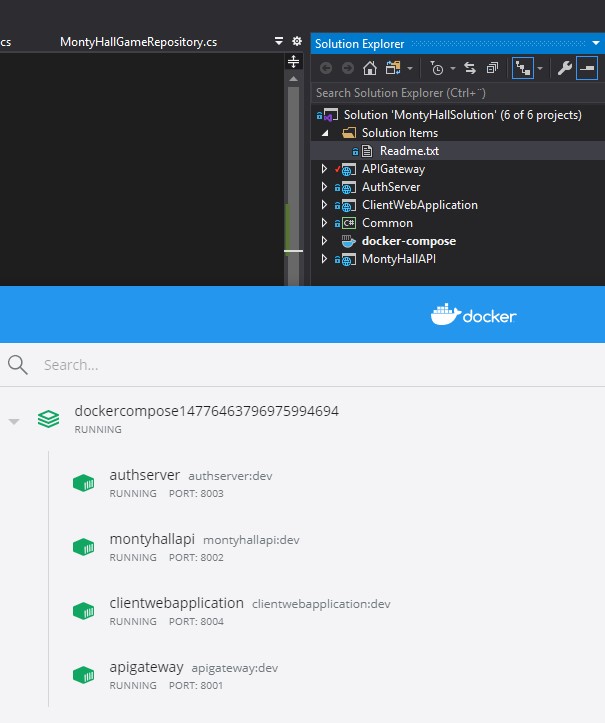 cs MontyHallGameRepository.cs
Solution Explorer
Search Solution Explorer (Ctrl+¨)
Solution 'MontyHallSolution' (6 of 6 projects)
Solution Items
Readme.txt
APIGateway
AuthServer
ClientWebApplication
C# Common
docker-compose
MontyHallAPI
docker
Search...
dockercompose14776463796975994694
RUNNING
authserver authserver:dev
RUNNING PORT: 8003
montyhallapi montyhallapi:dev
RUNNING PORT: 8002
clientwebapplication clientwebapplication:dev
RUNNING PORT: 8004
apigateway apigateway:dev
RUNNING PORT: 8001